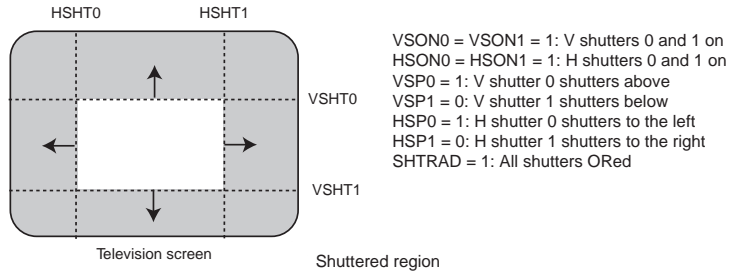 HSHT0 HSHT1
VSON0 = VSON1 = 1: V shutters 0 and 1 on
HSON0 = HSON1 = 1: H shutters 0 and 1 on
VSP0 = 1: V shutter 0 shutters above
VSP1 = 0: V shutter 1 shutters below
HSP0 = 1: H shutter 0 shutters to the left
HSP1 = 0: H shutter 1 shutters to the right
SHTRAD = 1: All shutters ORed
VSHT0
VSHT1
Television screen
Shuttered region